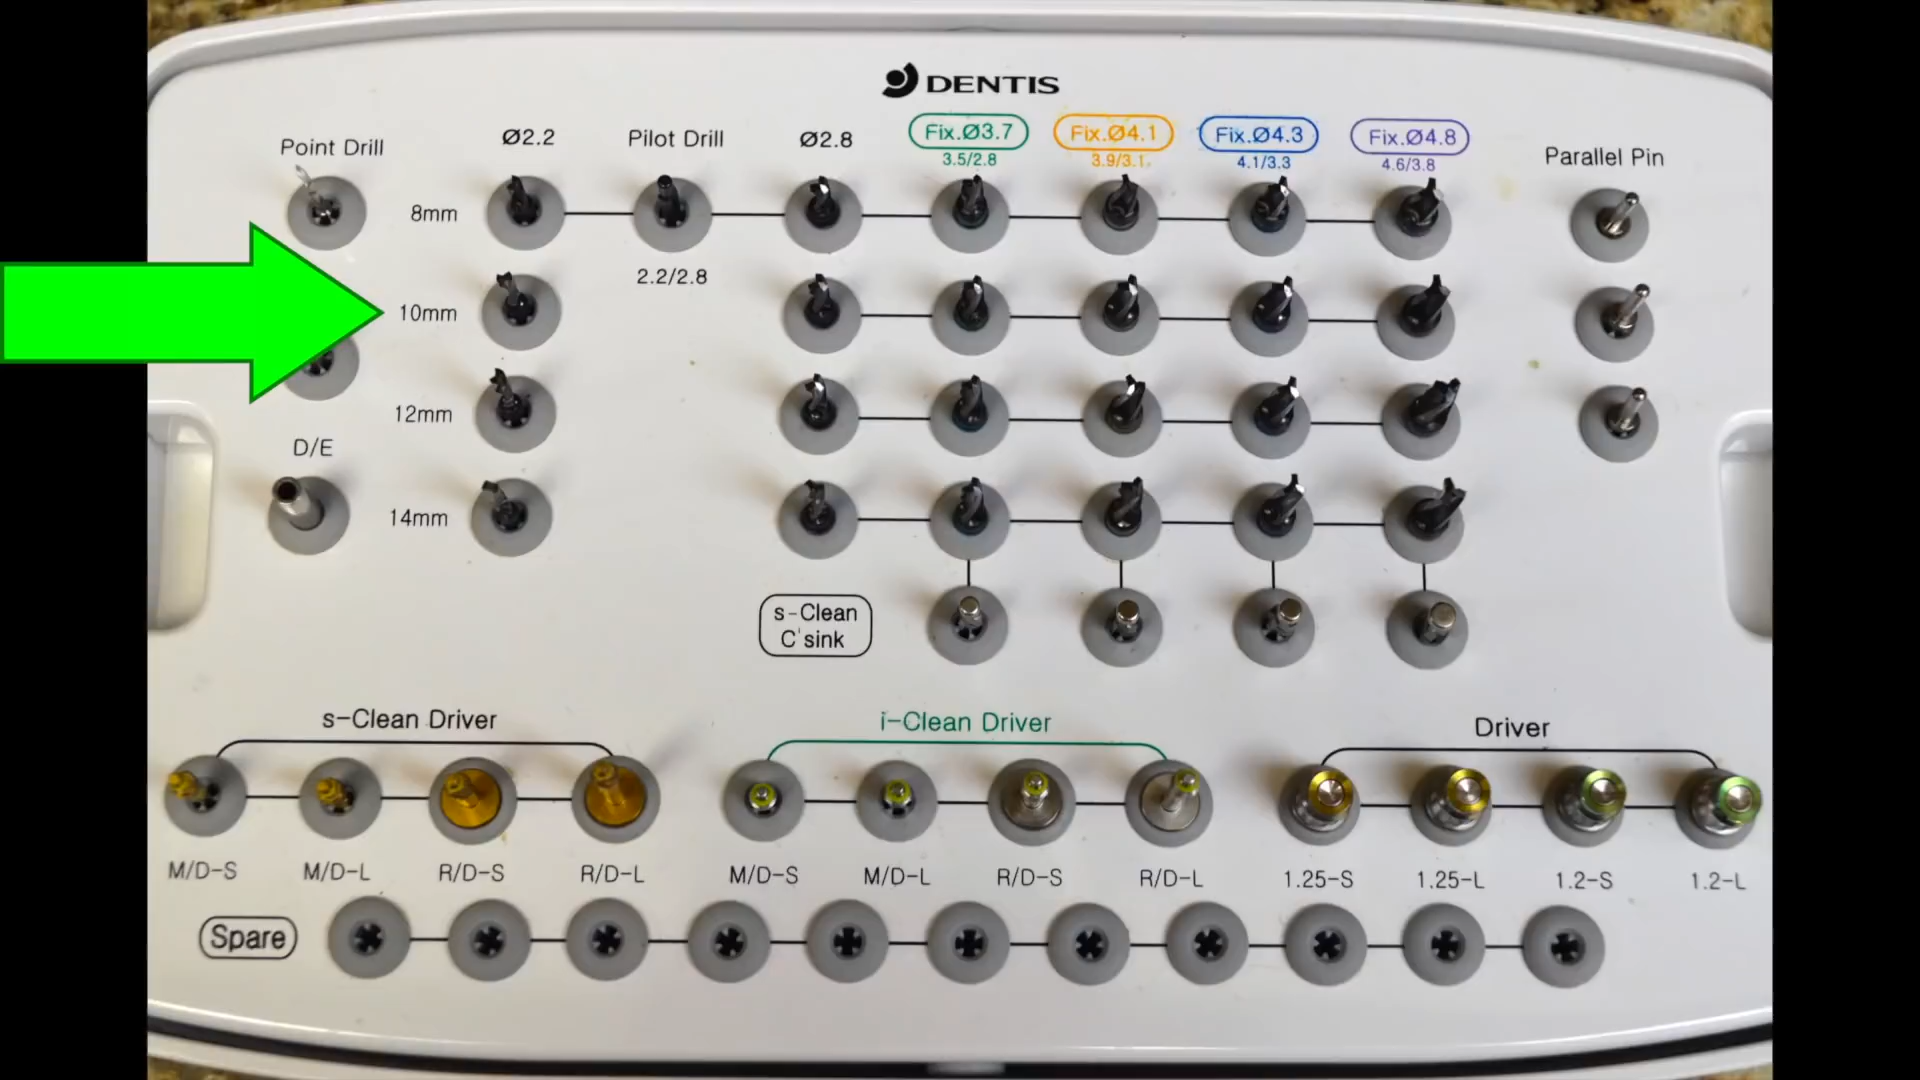 DENTIS
Point Drill
Ø2.2
Pilot Drill
Ø2.8
Fix.Ø3.7
3.5/2.8
Fix.Ø4.1
3.9/3.1
Fix.Ø4.3
4.1/3.3
Fix.Ø4.8
4.6/3.8
Parallel Pin
8mm
2.2/2.8
10mm
12mm
D/E
14mm
s-Clean
C'sink
s-Clean Driver
i-Clean Driver
Driver
M/D-S
M/D-L
R/D-S
R/D-L
M/D-S
M/D-L
R/D-S
R/D-L
1.25-S
1.25-L
1.2-S
1.2-L
Spare